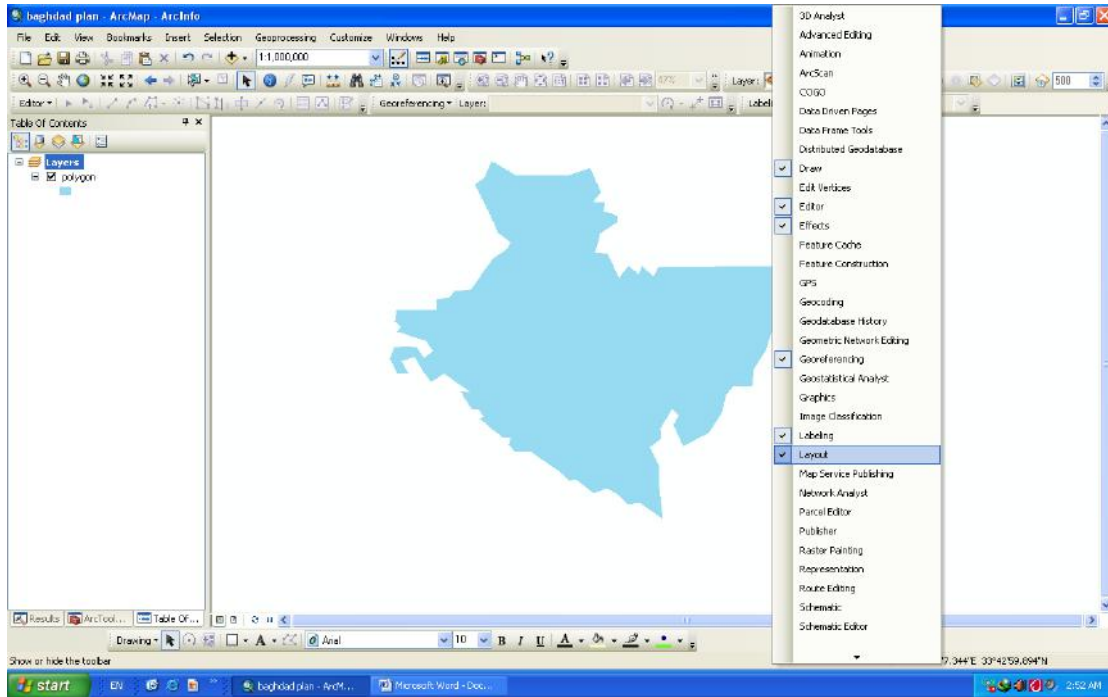 baghdad plan - ArcMap - ArcInfo
File Edit View Bookmarks Insert Selection Geoprocessing Customize Windows Help
1:1,000,000
47% Layer: 500
Editor Georeferencing Layer: Labeli
Table Of Contents
Layers
polygon
3D Analyst
Advanced Editing
Animation
ArcScan
COGO
Data Driven Pages
Data Frame Tools
Distributed Geodatabase
Draw
Edit Vertices
Editor
Effects
Feature Cache
Feature Construction
GPS
Geocoding
Geodatabase History
Geometric Network Editing
Georeferencing
Geostatistical Analyst
Graphics
Image Classification
Labeling
Layout
Map Service Publishing
Network Analyst
Parcel Editor
Publisher
Raster Painting
Representation
Route Editing
Schematic
Schematic Editor
Results ArcTool... Table Of...
Drawing A Arial 10 B I U A
Show or hide the toolbar
7.344"E 33°42'59.894"N
start EN baghdad plan - ArcM... Microsoft Word - Doc... 2:52 AM